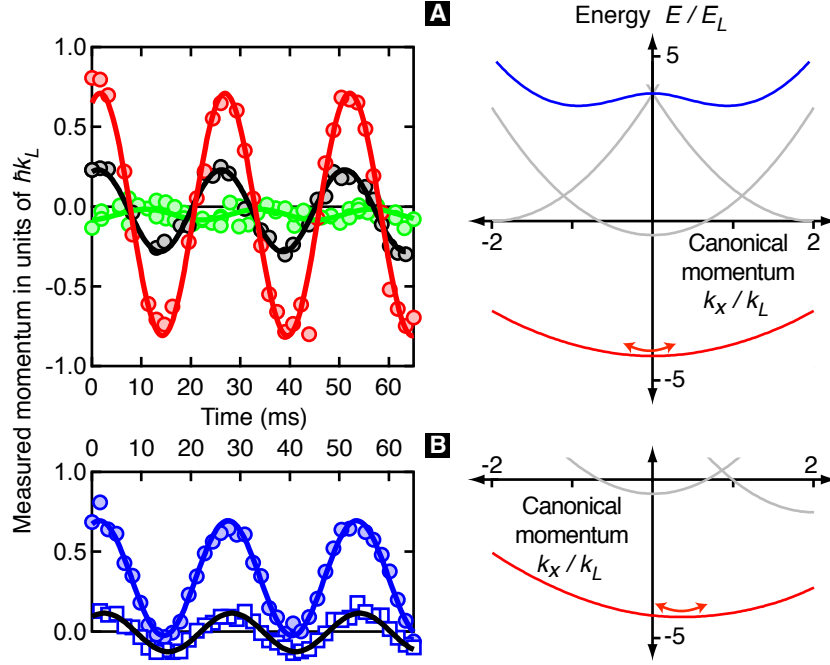 A
Energy E / E_L
1.0
0.5
0.0
-0.5
-1.0
0 10 20 30 40 50 60
Time (ms)
Measured momentum in units of ħk_L
5
-2 2
Canonical
momentum
k_x / k_L
-5
B
0 10 20 30 40 50 60
1.0
0.5
0.0
-2 2
Canonical
momentum
k_x / k_L
-5